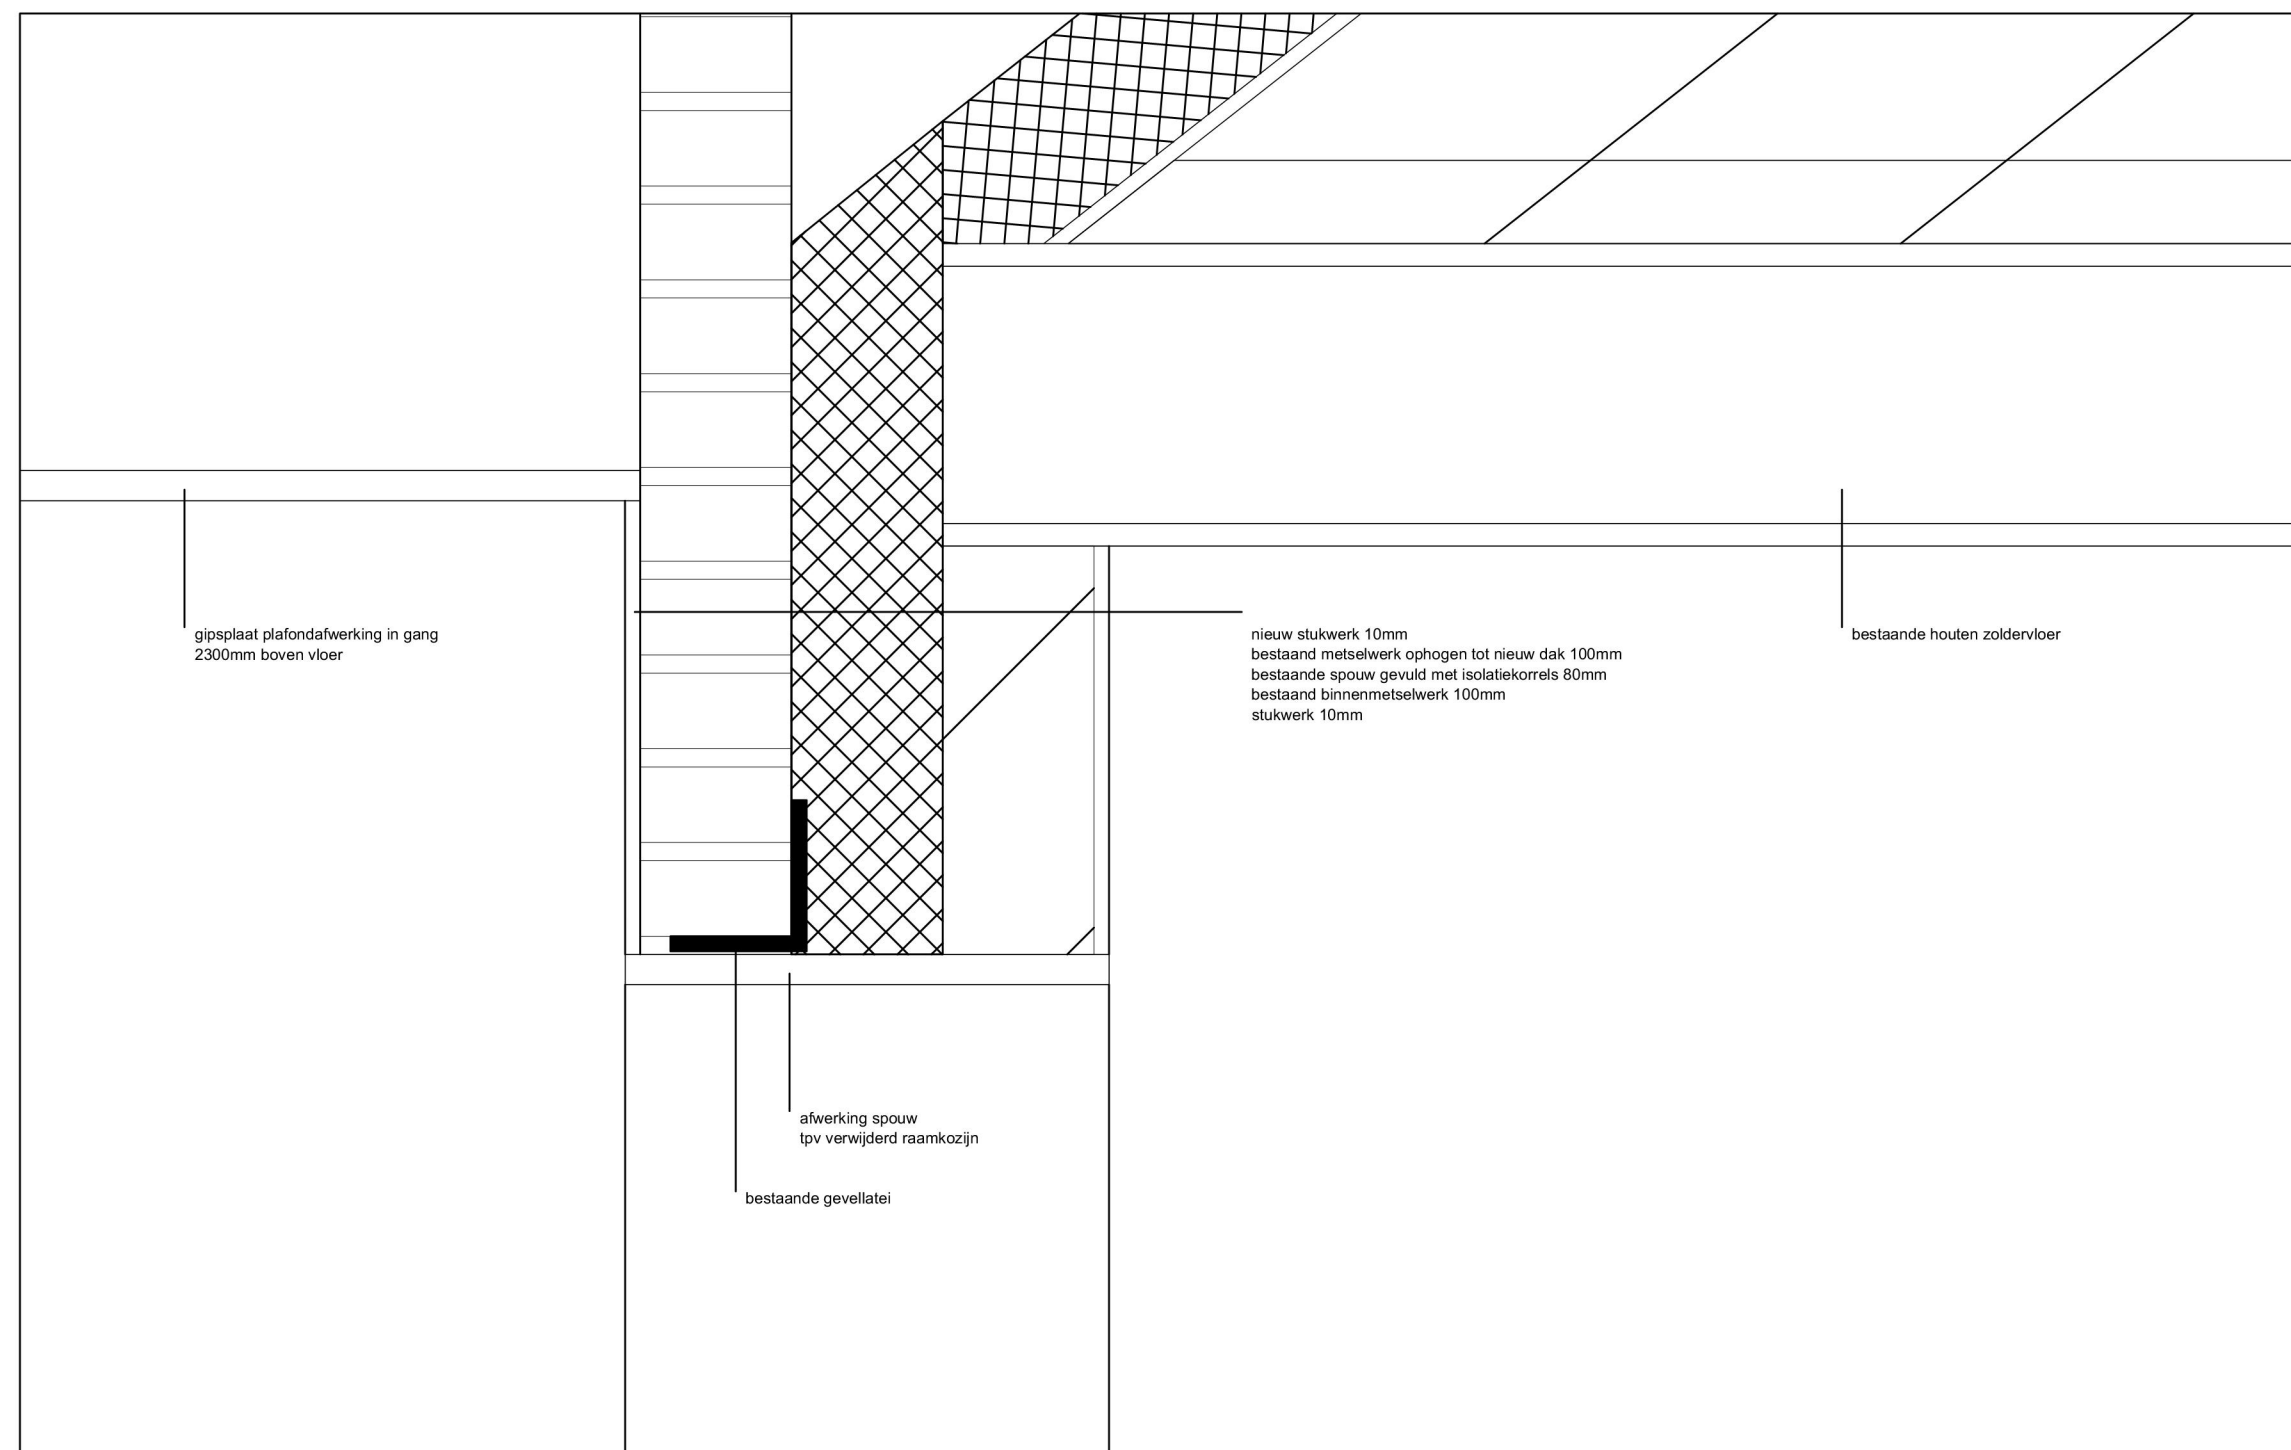 gipsplaat plafondafwerking in gang
2300mm boven vloer
nieuw stukwerk 10mm
bestaand metselwerk ophogen tot nieuw dak 100mm
bestaande spouw gevuld met isolatiekorrels 80mm
bestaand binnenmetselwerk 100mm
stukwerk 10mm
bestaande houten zoldervloer
afwerking spouw
tpv verwijderd raamkozijn
bestaande gevellatei